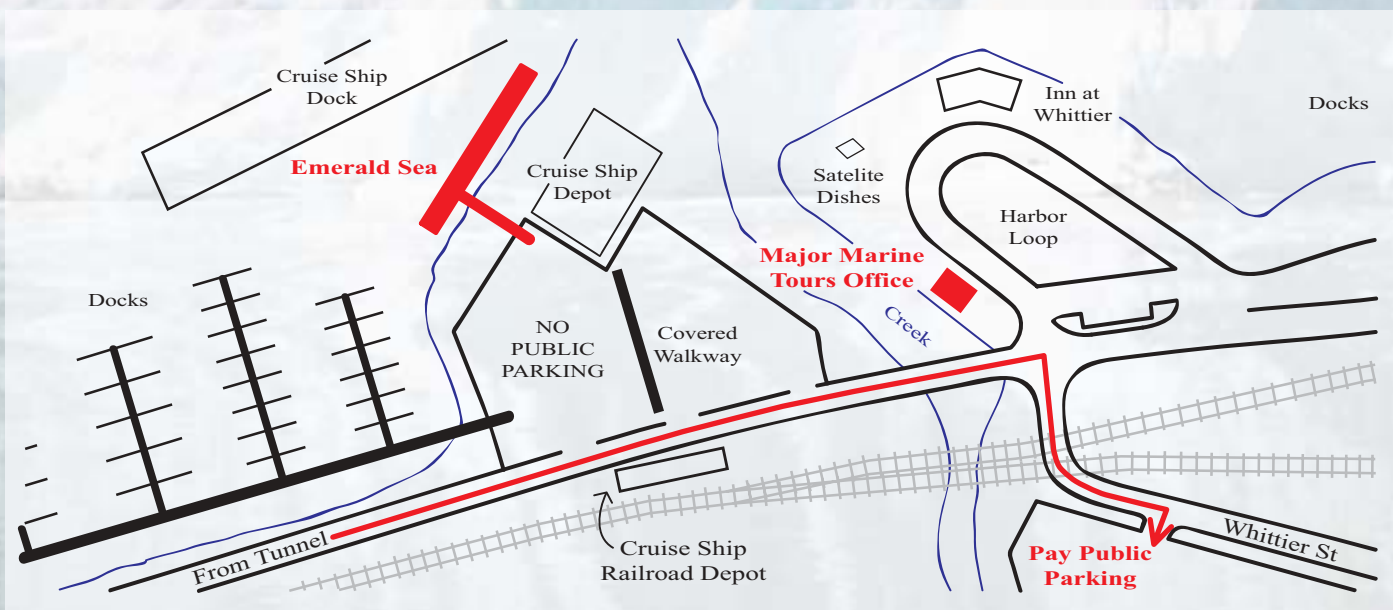 Cruise Ship
Dock
Emerald Sea
Cruise Ship
Depot
Inn at
Whittier
Docks
Satelite
Dishes
Harbor
Loop
Major Marine
Tours Office
Docks
NO
PUBLIC
PARKING
Covered
Walkway
Creek
From Tunnel
Cruise Ship
Railroad Depot
Pay Public
Parking
Whittier St